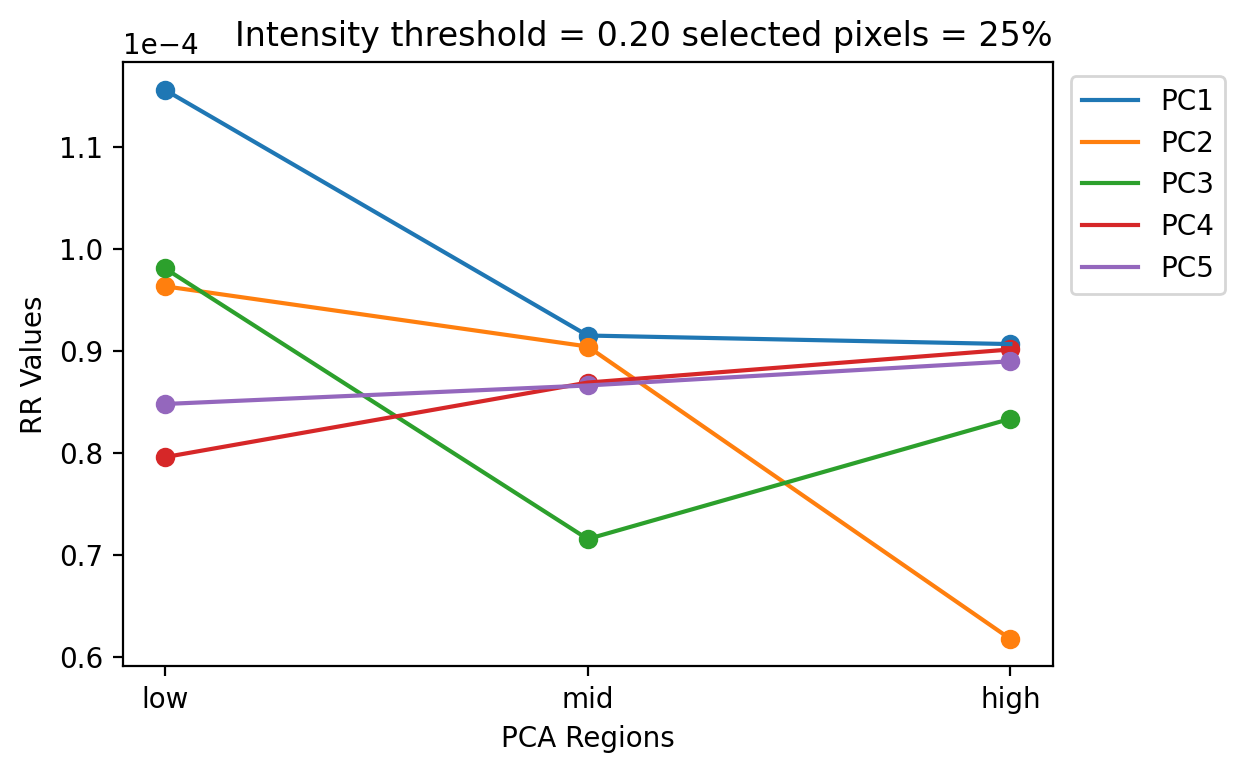 Intensity threshold = 0.20 selected pixels = 25%
1e−4
1.1
1.0
0.9
0.8
0.7
0.6
RR Values
low
mid
high
PCA Regions
PC1
PC2
PC3
PC4
PC5